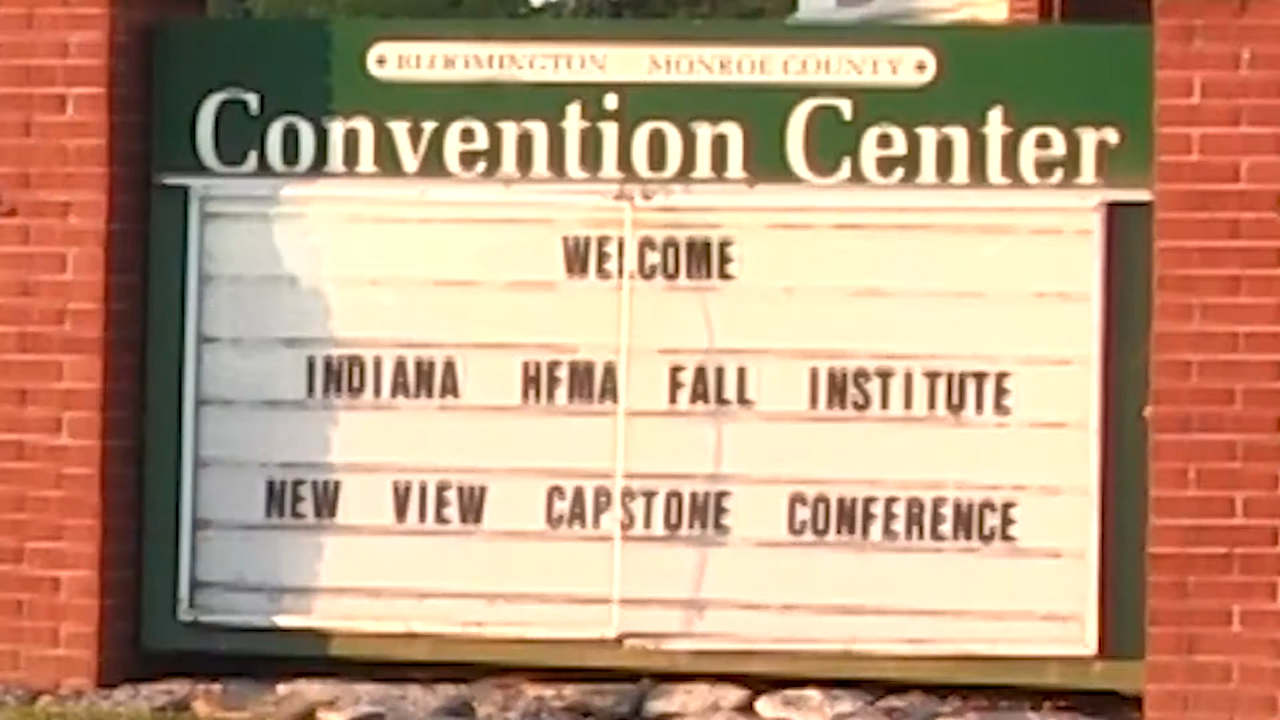 BLOOMINGTON MONROE COUNTY
Convention Center
WELCOME
INDIANA HFMA FALL INSTITUTE
NEW VIEW CAPSTONE CONFERENCE